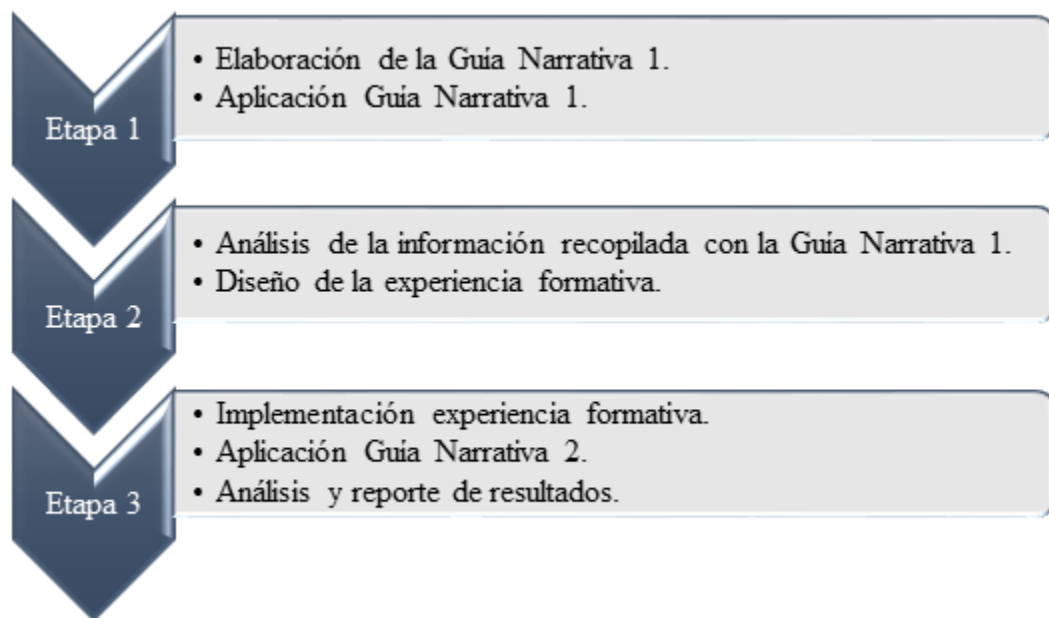 Etapa 1
• Elaboración de la Guía Narrativa 1.
• Aplicación Guía Narrativa 1.
Etapa 2
• Análisis de la información recopilada con la Guía Narrativa 1.
• Diseño de la experiencia formativa.
Etapa 3
• Implementación experiencia formativa.
• Aplicación Guía Narrativa 2.
• Análisis y reporte de resultados.